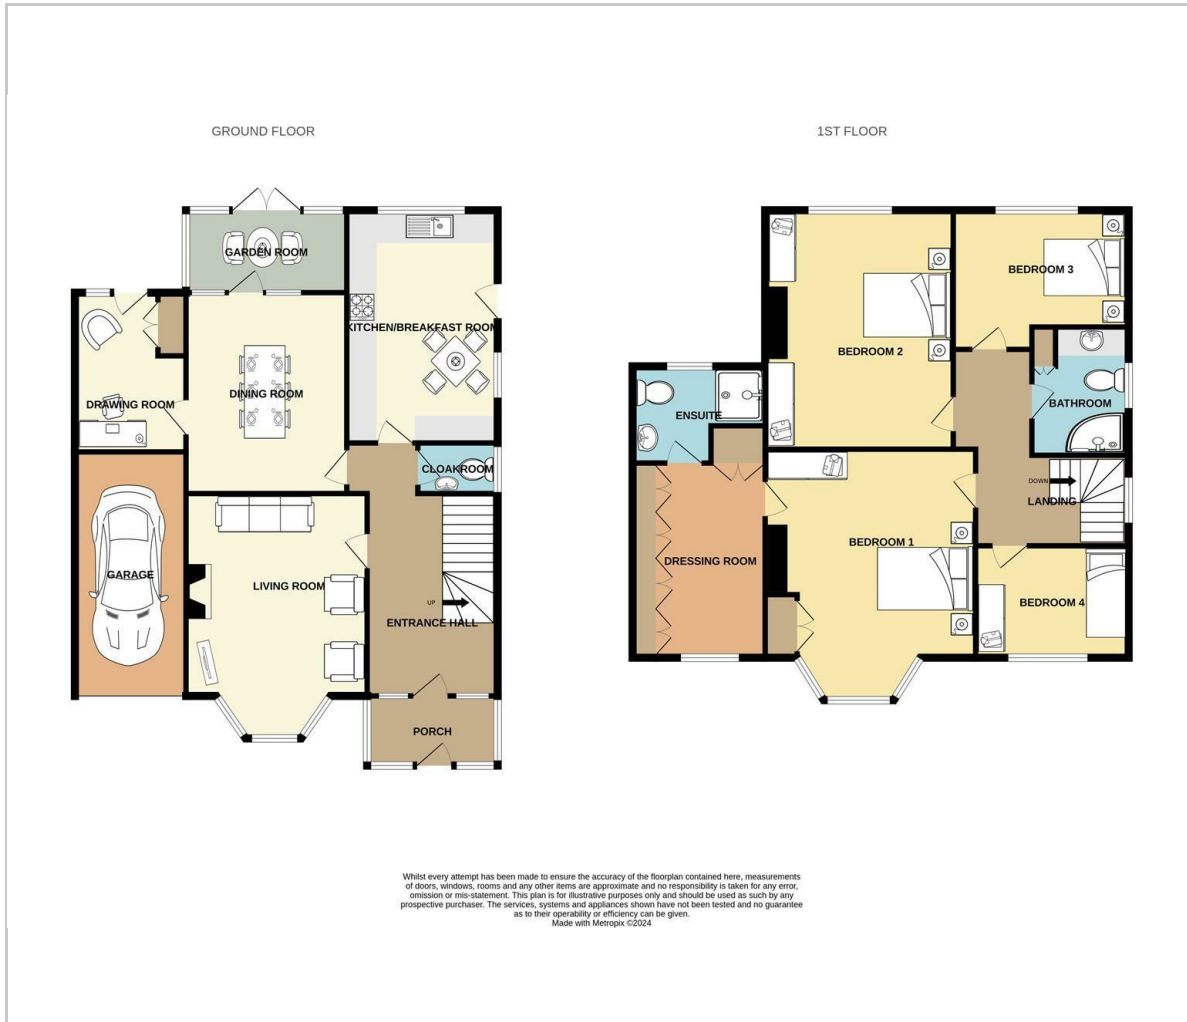 GROUND FLOOR
GARDEN ROOM
KITCHEN/BREAKFAST ROOM
DINING ROOM
DRAWING ROOM
CLOAKROOM
GARAGE
LIVING ROOM
UP
ENTRANCE HALL
PORCH
1ST FLOOR
BEDROOM 3
BEDROOM 2
BATHROOM
ENSUITE
DOWN
LANDING
BEDROOM 1
DRESSING ROOM
BEDROOM 4
Whilst every attempt has been made to ensure the accuracy of the floorplan contained here, measurements
of doors, windows, rooms and any other items are approximate and no responsibility is taken for any error,
omission or mis-statement. This plan is for illustrative purposes only and should be used as such by any
prospective purchaser. The services, systems and appliances shown have not been tested and no guarantee
as to their operability or efficiency can be given.
Made with Metropix ©2024